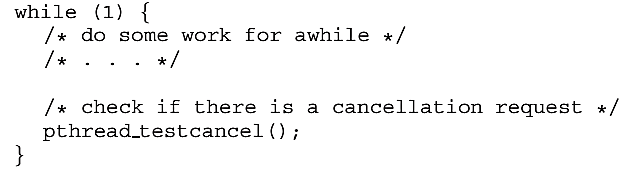 while (1) {
/* do some work for awhile */
/* . . . */
/* check if there is a cancellation request */
pthread_testcancel();
}